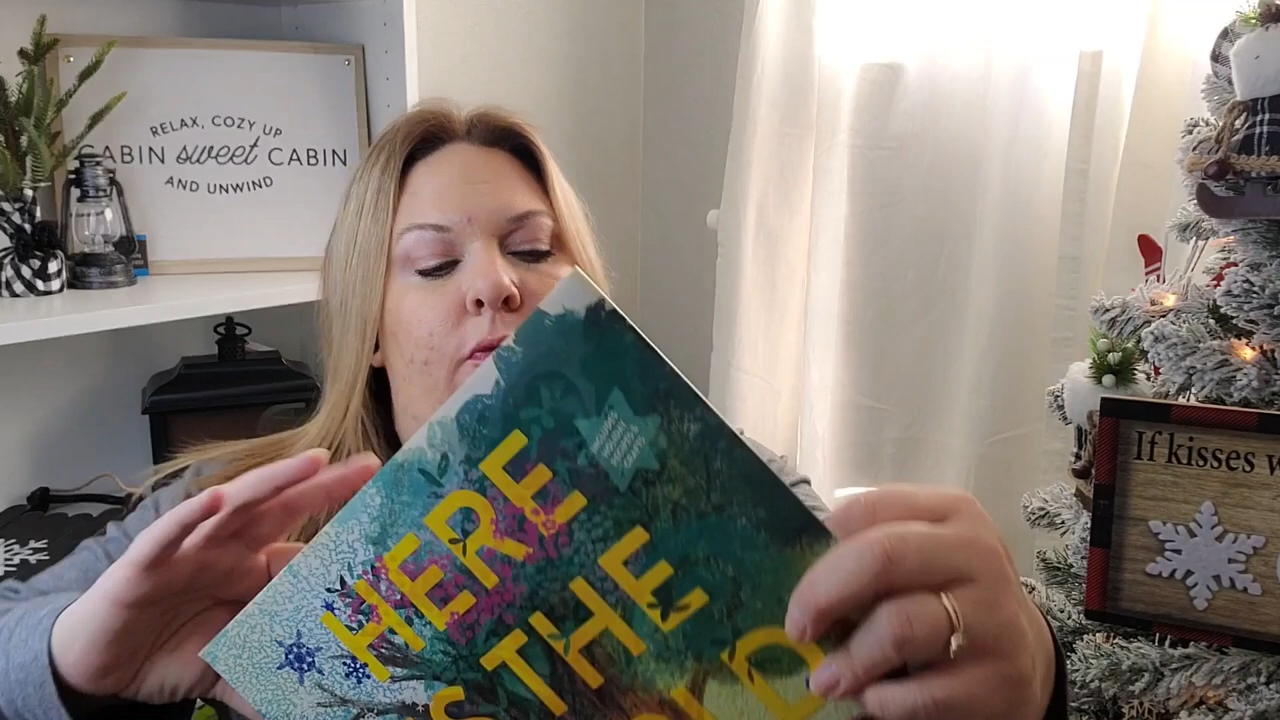 RELAX, COZY UP
CABIN sweet CABIN
AND UNWIND
HERE
THE
If kisses